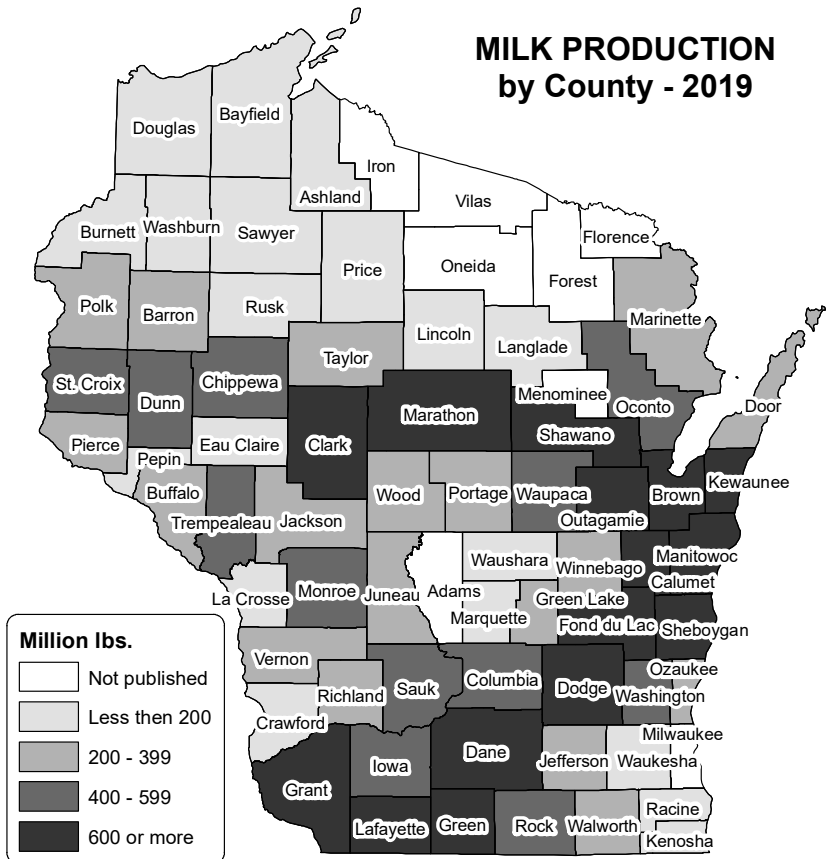 MILK PRODUCTION
by County - 2019
Douglas
Bayfield
Iron
Ashland
Vilas
Burnett
Washburn
Sawyer
Florence
Price
Oneida
Forest
Polk
Barron
Rusk
Marinette
Lincoln
Langlade
Taylor
St. Croix
Chippewa
Dunn
Menominee
Oconto
Door
Marathon
Shawano
Pierce
Eau Claire
Clark
Pepin
Kewaunee
Buffalo
Wood
Portage
Waupaca
Brown
Trempealeau
Jackson
Outagamie
Manitowoc
Waushara
Winnebago
Calumet
La Crosse
Monroe
Juneau
Adams
Green Lake
Marquette
Fond du Lac
Sheboygan
Vernon
Ozaukee
Richland
Sauk
Columbia
Dodge
Washington
Crawford
Milwaukee
Dane
Jefferson
Waukesha
Iowa
Grant
Racine
Lafayette
Green
Rock
Walworth
Kenosha
Million lbs.
Not published
Less then 200
200 - 399
400 - 599
600 or more